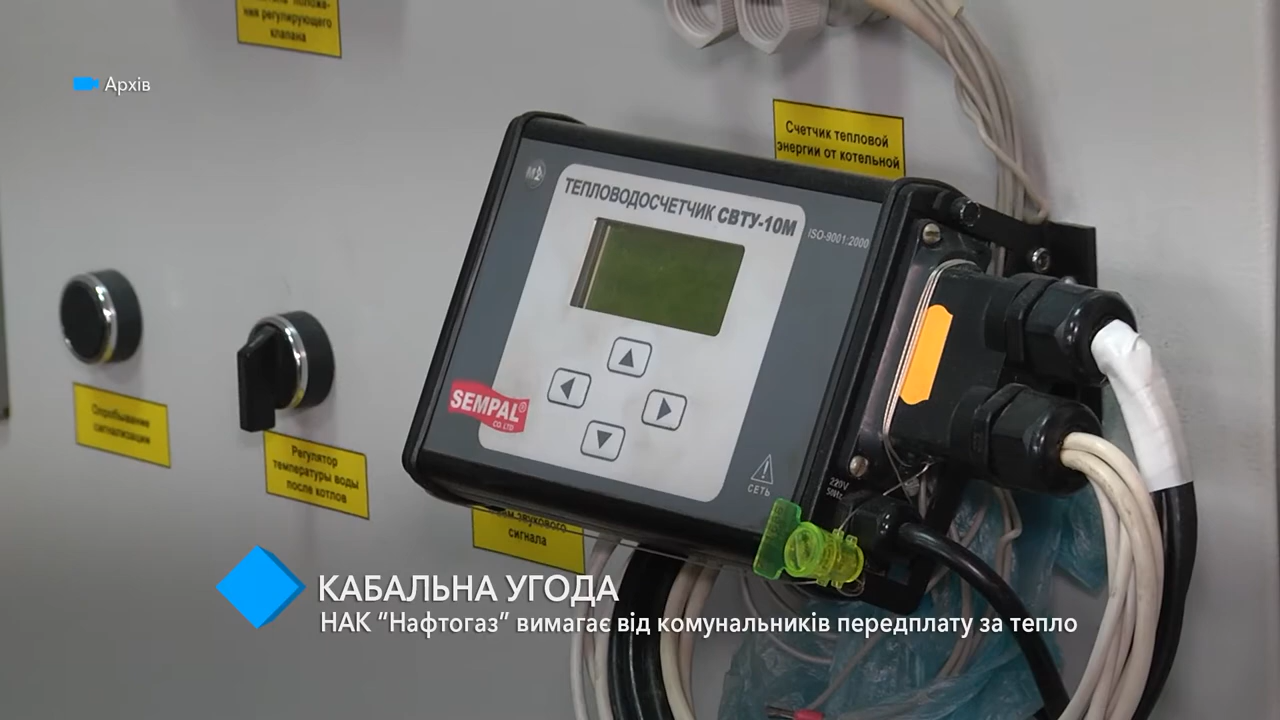 ния регулирующего
клапана
Архів
Счетчик тепловой
энергии от котельной
ТЕПЛОВОДОСЧЕТЧИК СВТУ-10М
ISO-9001:2000
SEMPAL®
CO. LTD
СЕТЬ
220V
50Hz
Опробывание
сигнализации
Регулятор
температуры воды
после котлов
звукового
сигнала
КАБАЛЬНА УГОДА
НАК “Нафтогаз” вимагає від комунальників передплату за тепло